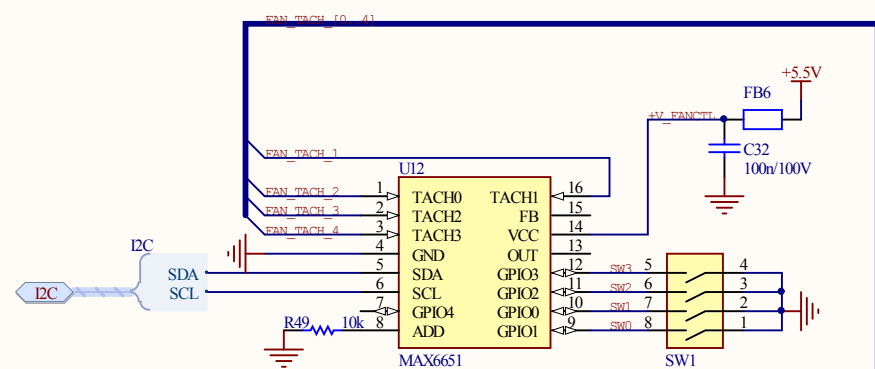 FAN_TACH_[0..4]
+5.5V
FB6
+V_FANCTL
C32
100n/100V
FAN_TACH_1
U12
FAN_TACH_2
1
TACH0
TACH1
16
FAN_TACH_3
2
TACH2
FB
15
FAN_TACH_4
3
TACH3
VCC
14
I2C
4
GND
OUT
13
SDA
5
SDA
GPIO3
12
SW3
5
4
I2C
SCL
6
SCL
GPIO2
11
SW2
6
3
7
GPIO4
GPIO0
10
SW1
7
2
R49
10k
8
ADD
GPIO1
9
SW0
8
1
MAX6651
SW1